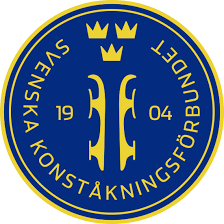 SVENSKA KONSTÅKNINGSFÖRBUNDET
19 04